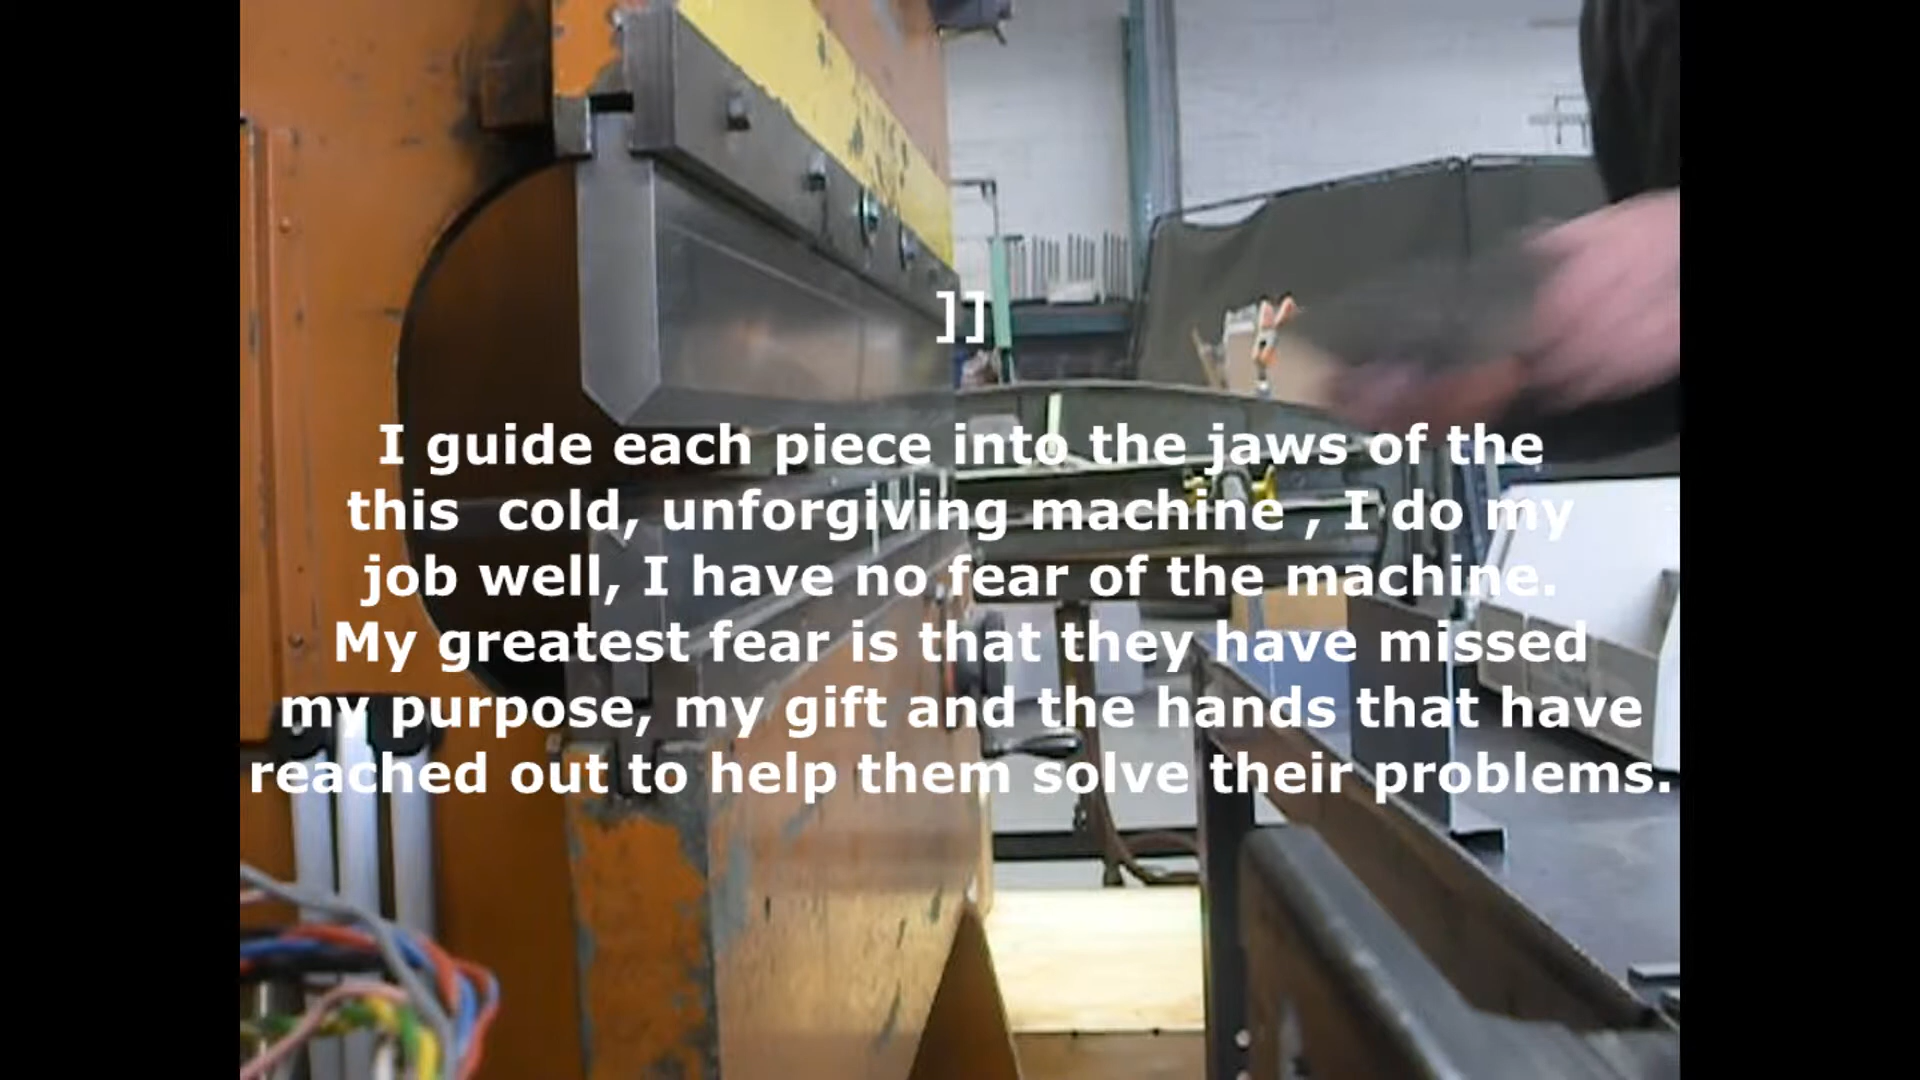 ]]
I guide each piece into the jaws of the
this  cold, unforgiving machine , I do my
job well, I have no fear of the machine.
My greatest fear is that they have missed
my purpose, my gift and the hands that have
reached out to help them solve their problems.